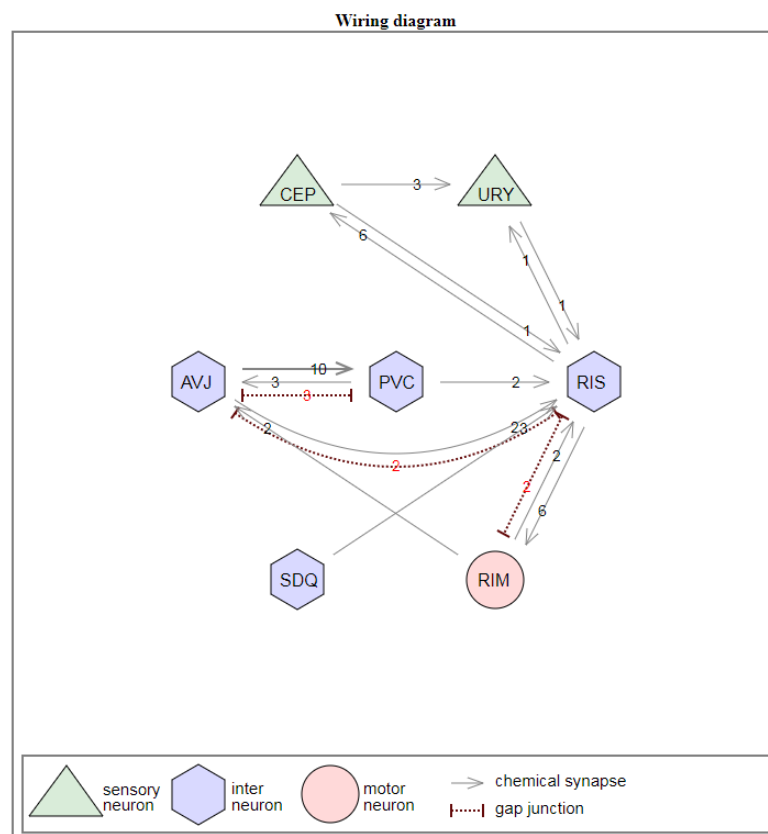 Wiring diagram
CEP
3
URY
6
1
1
1
AVJ
10
PVC
RIS
3
2
2
23
2
2
2
6
SDQ
RIM
sensory
neuron
inter
neuron
motor
neuron
chemical synapse
gap junction